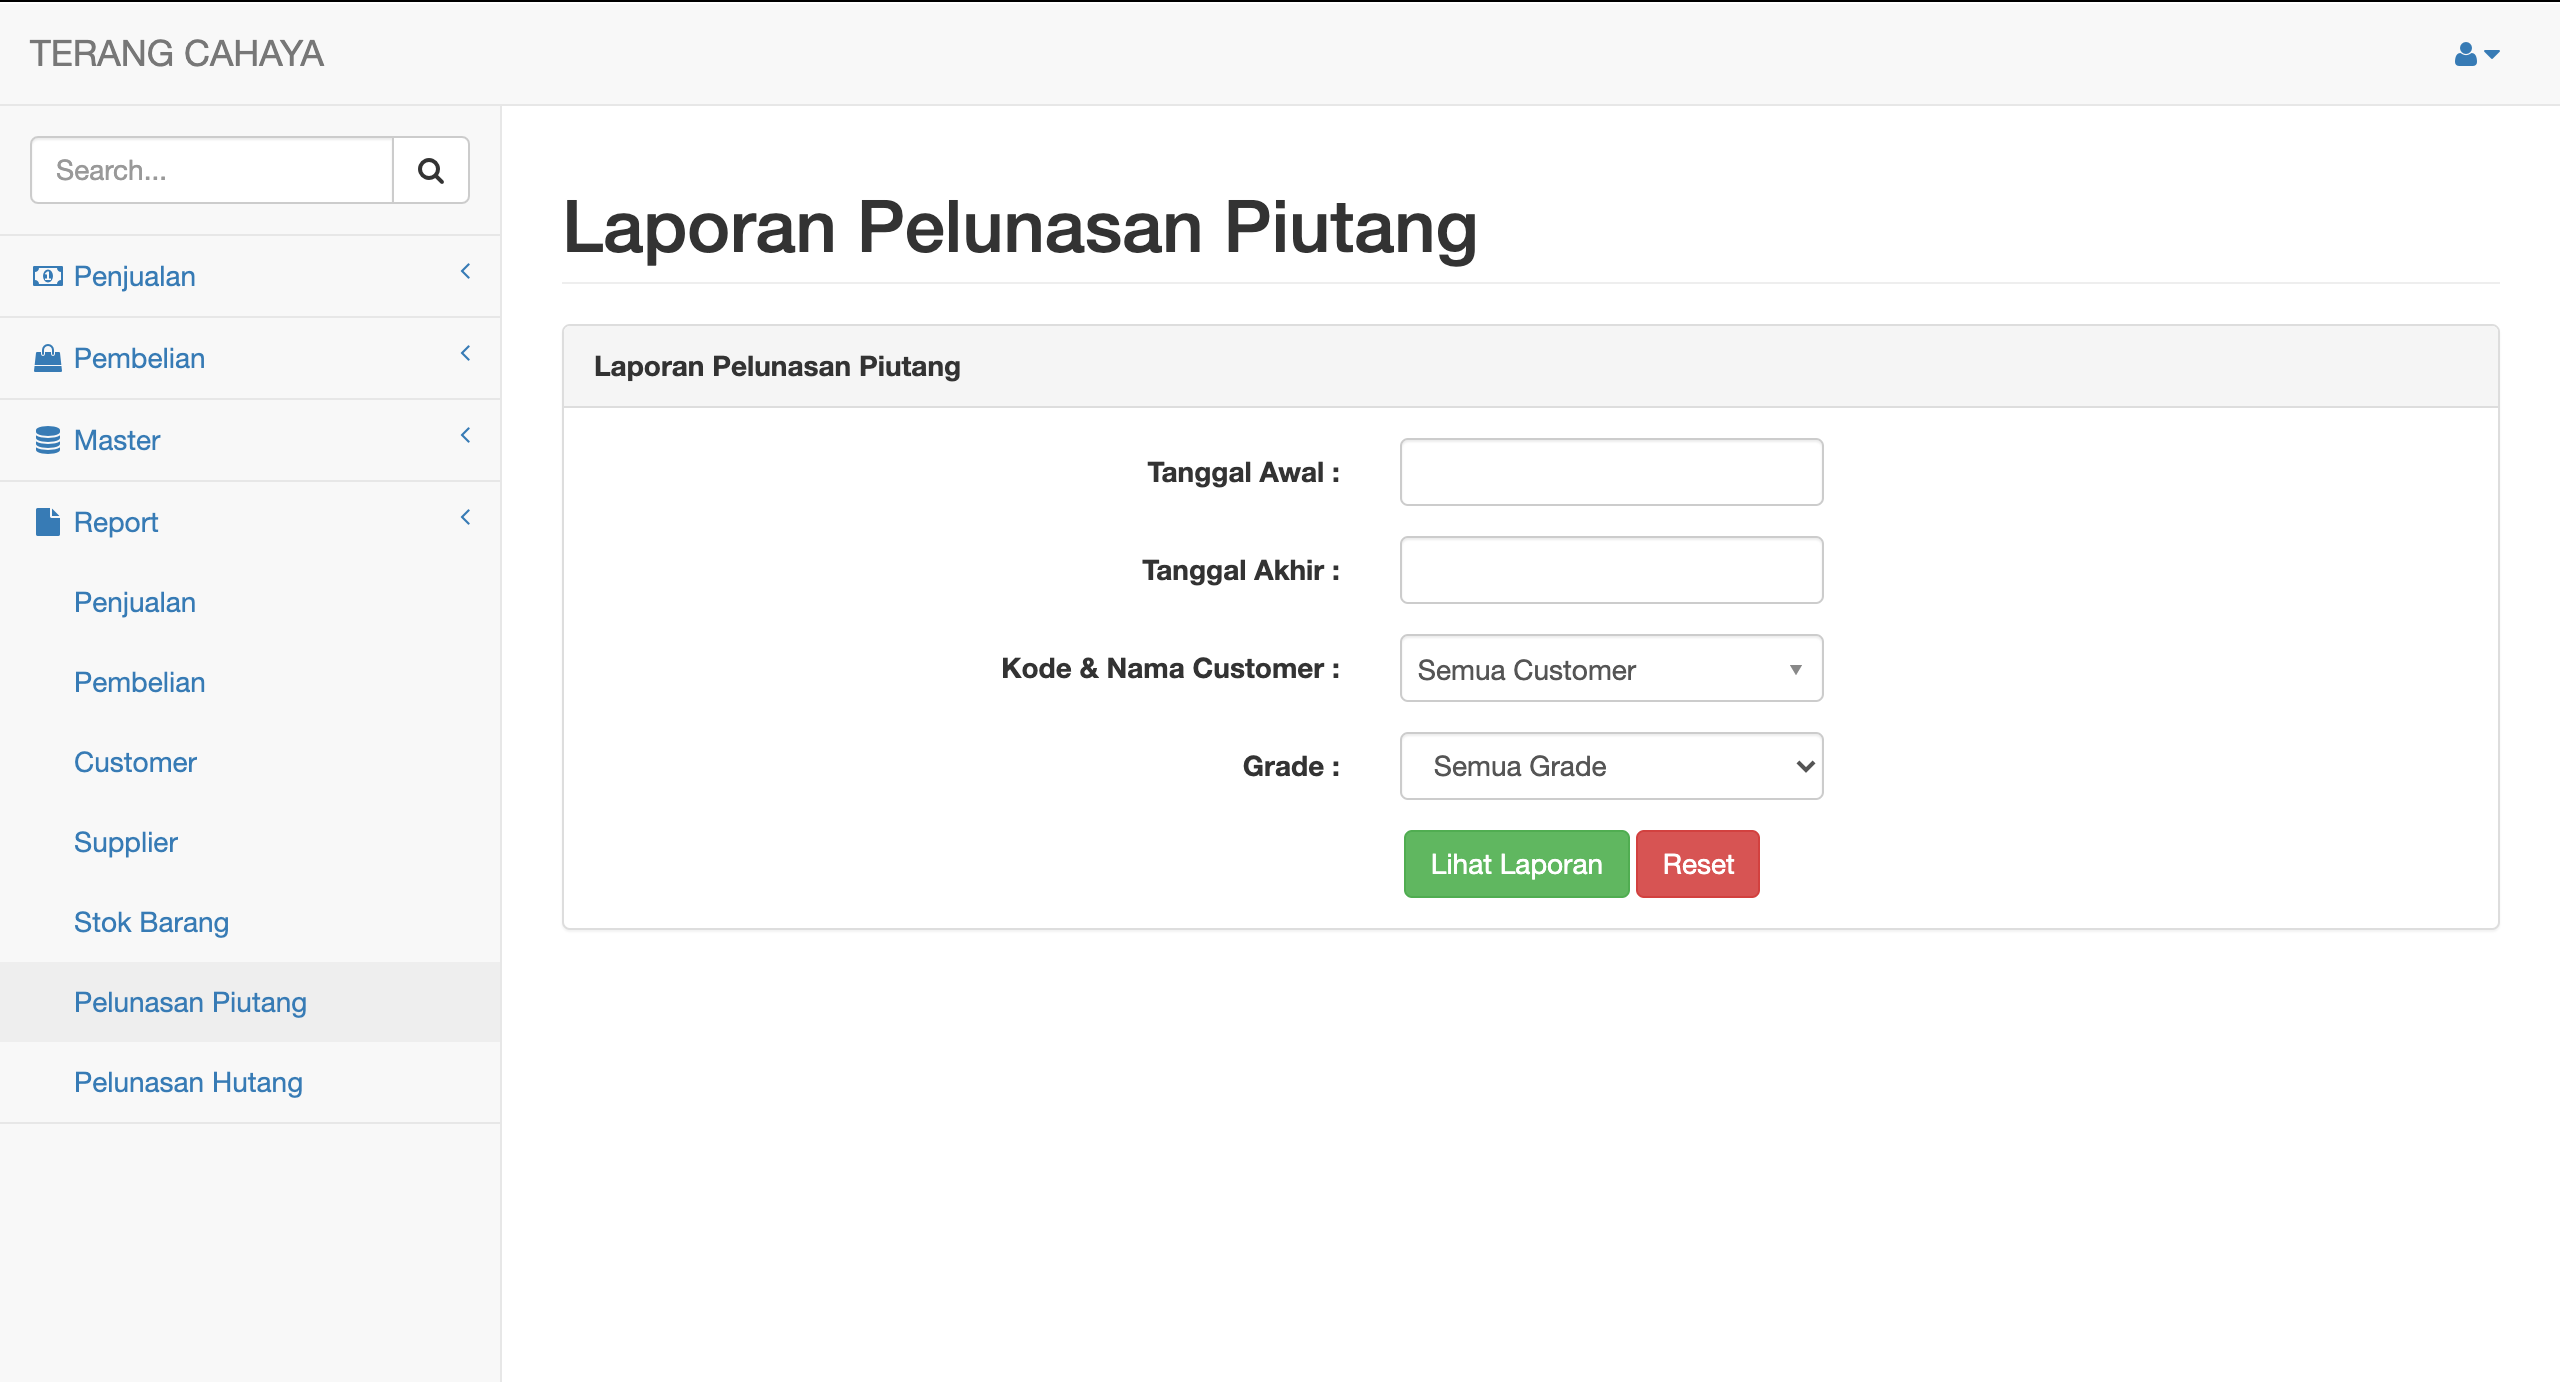 TERANG CAHAYA
Search...
Penjualan
Pembelian
Master
Report
Penjualan
Pembelian
Customer
Supplier
Stok Barang
Pelunasan Piutang
Pelunasan Hutang
Laporan Pelunasan Piutang
Laporan Pelunasan Piutang
Tanggal Awal :
Tanggal Akhir :
Kode & Nama Customer : Semua Customer
Grade : Semua Grade
Lihat Laporan Reset